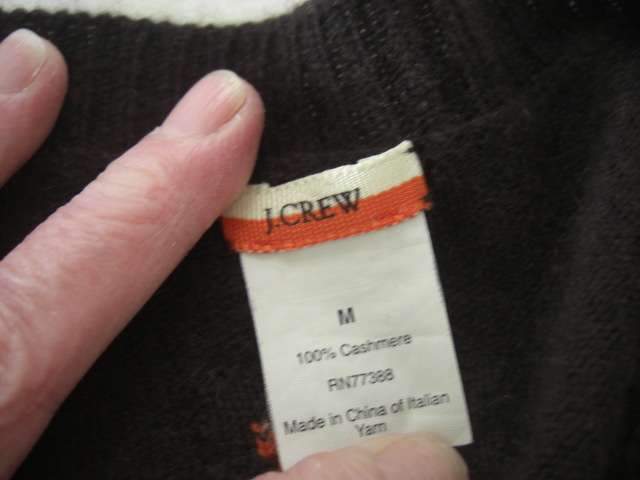 J.CREW
M
100% Cashmere
RN77388
Made in China of Italian
Yarn